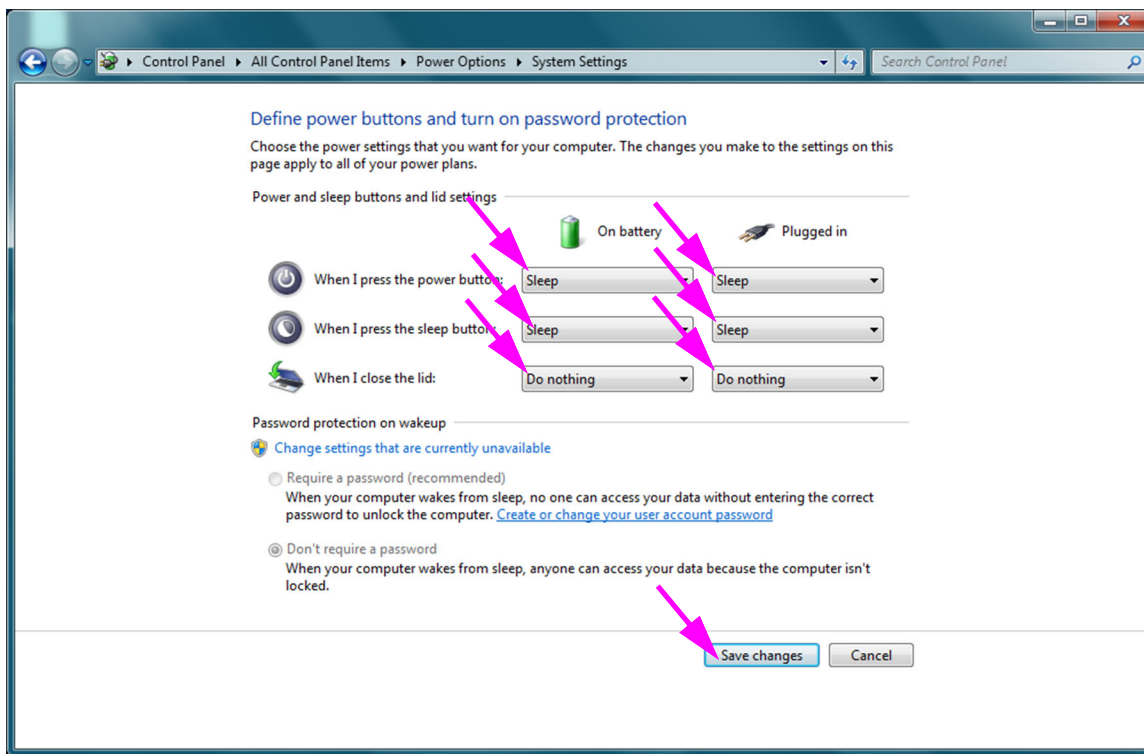 Control Panel ▸ All Control Panel Items ▸ Power Options ▸ System Settings
Search Control Panel
Define power buttons and turn on password protection
Choose the power settings that you want for your computer. The changes you make to the settings on this
page apply to all of your power plans.
Power and sleep buttons and lid settings
On battery Plugged in
When I press the power button: Sleep Sleep
When I press the sleep button: Sleep Sleep
When I close the lid: Do nothing Do nothing
Password protection on wakeup
Change settings that are currently unavailable
Require a password (recommended)
When your computer wakes from sleep, no one can access your data without entering the correct
password to unlock the computer. Create or change your user account password
Don't require a password
When your computer wakes from sleep, anyone can access your data because the computer isn't
locked.
Save changes Cancel